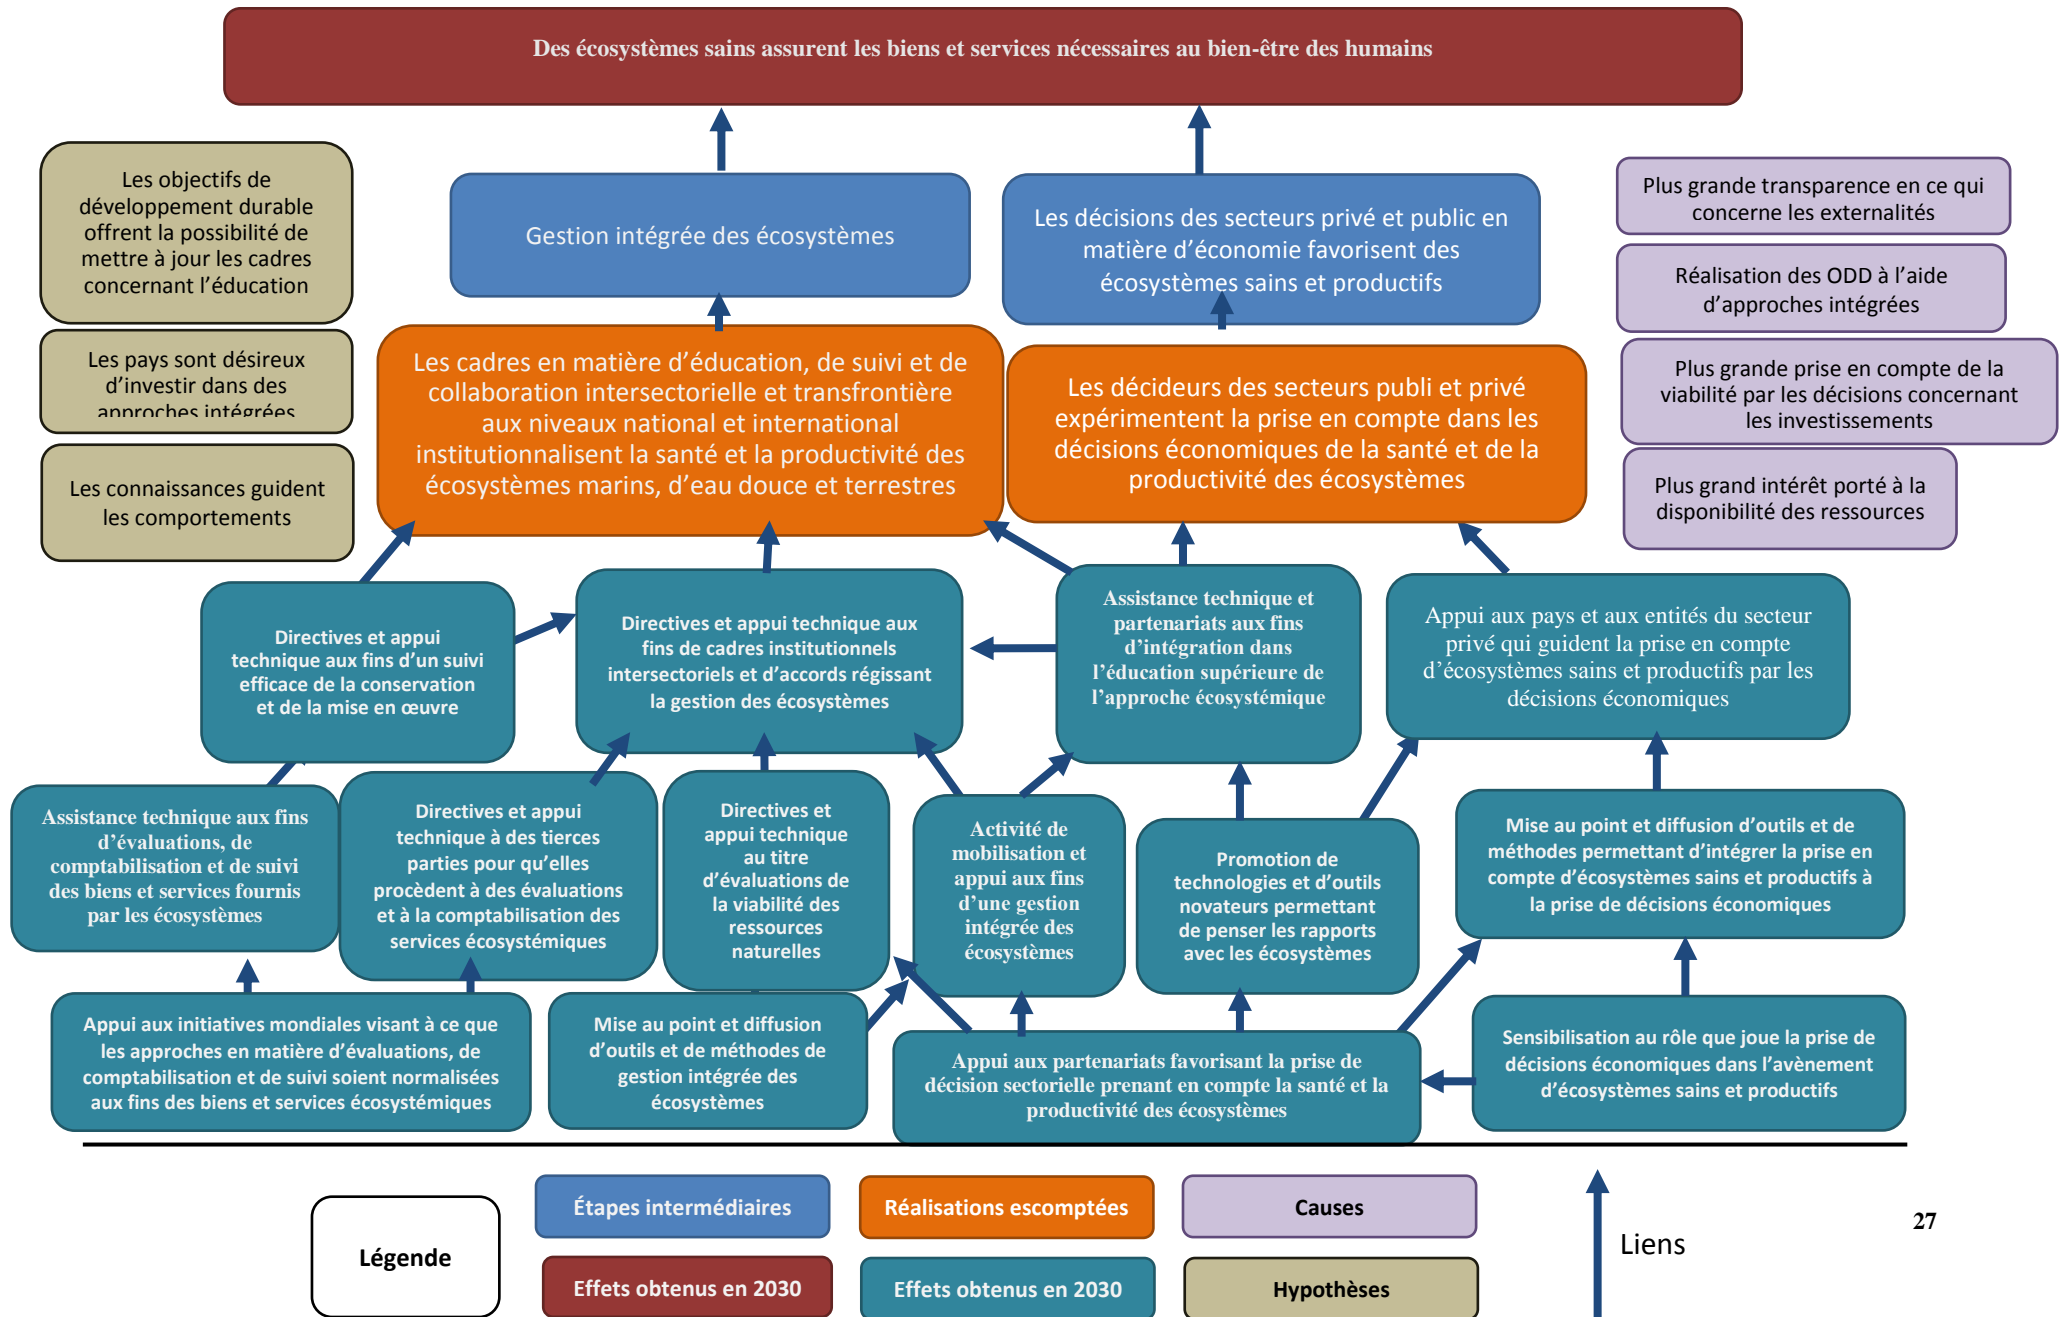 Des écosystèmes sains assurent les biens et services nécessaires au bien-être des humains
Les objectifs de
développement durable
offrent la possibilité de
mettre à jour les cadres
concernant l’éducation
Gestion intégrée des écosystèmes
Les décisions des secteurs privé et public en
matière d’économie favorisent des
écosystèmes sains et productifs
Plus grande transparence en ce qui
concerne les externalités
Réalisation des ODD à l’aide
d’approches intégrées
Les pays sont désireux
d’investir dans des
approches intégrées
Les cadres en matière d’éducation, de suivi et de
collaboration intersectorielle et transfrontière
aux niveaux national et international
institutionnalisent la santé et la productivité des
écosystèmes marins, d’eau douce et terrestres
Les décideurs des secteurs publi et privé
expérimentent la prise en compte dans les
décisions économiques de la santé et de la
productivité des écosystèmes
Plus grande prise en compte de la
viabilité par les décisions concernant
les investissements
Les connaissances guident
les comportements
Plus grand intérêt porté à la
disponibilité des ressources
Directives et appui
technique aux fins d’un suivi
efficace de la conservation
et de la mise en œuvre
Directives et appui technique aux
fins de cadres institutionnels
intersectoriels et d’accords régissant
la gestion des écosystèmes
Assistance technique et
partenariats aux fins
d’intégration dans
l’éducation supérieure de
l’approche écosystémique
Appui aux pays et aux entités du secteur
privé qui guident la prise en compte
d’écosystèmes sains et productifs par les
décisions économiques
Assistance technique aux fins
d’évaluations, de
comptabilisation et de suivi
des biens et services fournis
par les écosystèmes
Directives et appui
technique à des tierces
parties pour qu’elles
procèdent à des évaluations
et à la comptabilisation des
services écosystémiques
Directives et
appui technique
au titre
d’évaluations de
la viabilité des
ressources
naturelles
Activité de
mobilisation et
appui aux fins
d’une gestion
intégrée des
écosystèmes
Promotion de
technologies et d’outils
novateurs permettant
de penser les rapports
avec les écosystèmes
Mise au point et diffusion d’outils et de
méthodes permettant d’intégrer la prise en
compte d’écosystèmes sains et productifs à
la prise de décisions économiques
Appui aux initiatives mondiales visant à ce que
les approches en matière d’évaluations, de
comptabilisation et de suivi soient normalisées
aux fins des biens et services écosystémiques
Mise au point et diffusion
d’outils et de méthodes de
gestion intégrée des
écosystèmes
Appui aux partenariats favorisant la prise de
décision sectorielle prenant en compte la santé et la
productivité des écosystèmes
Sensibilisation au rôle que joue la prise de
décisions économiques dans l’avènement
d’écosystèmes sains et productifs
Légende
Étapes intermédiaires
Réalisations escomptées
Causes
Effets obtenus en 2030
Effets obtenus en 2030
Hypothèses
Liens
27